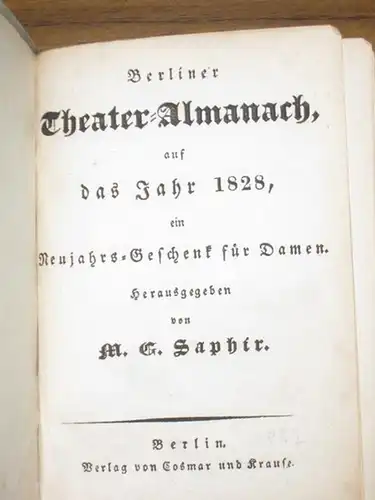 Berliner
Theater-Almanach,
auf
das Jahr 1828,
ein
Neujahrs-Geschenk für Damen.
Herausgegeben
von
M. G. Saphir.
Berlin.
Verlag von Cosmar und Krause.